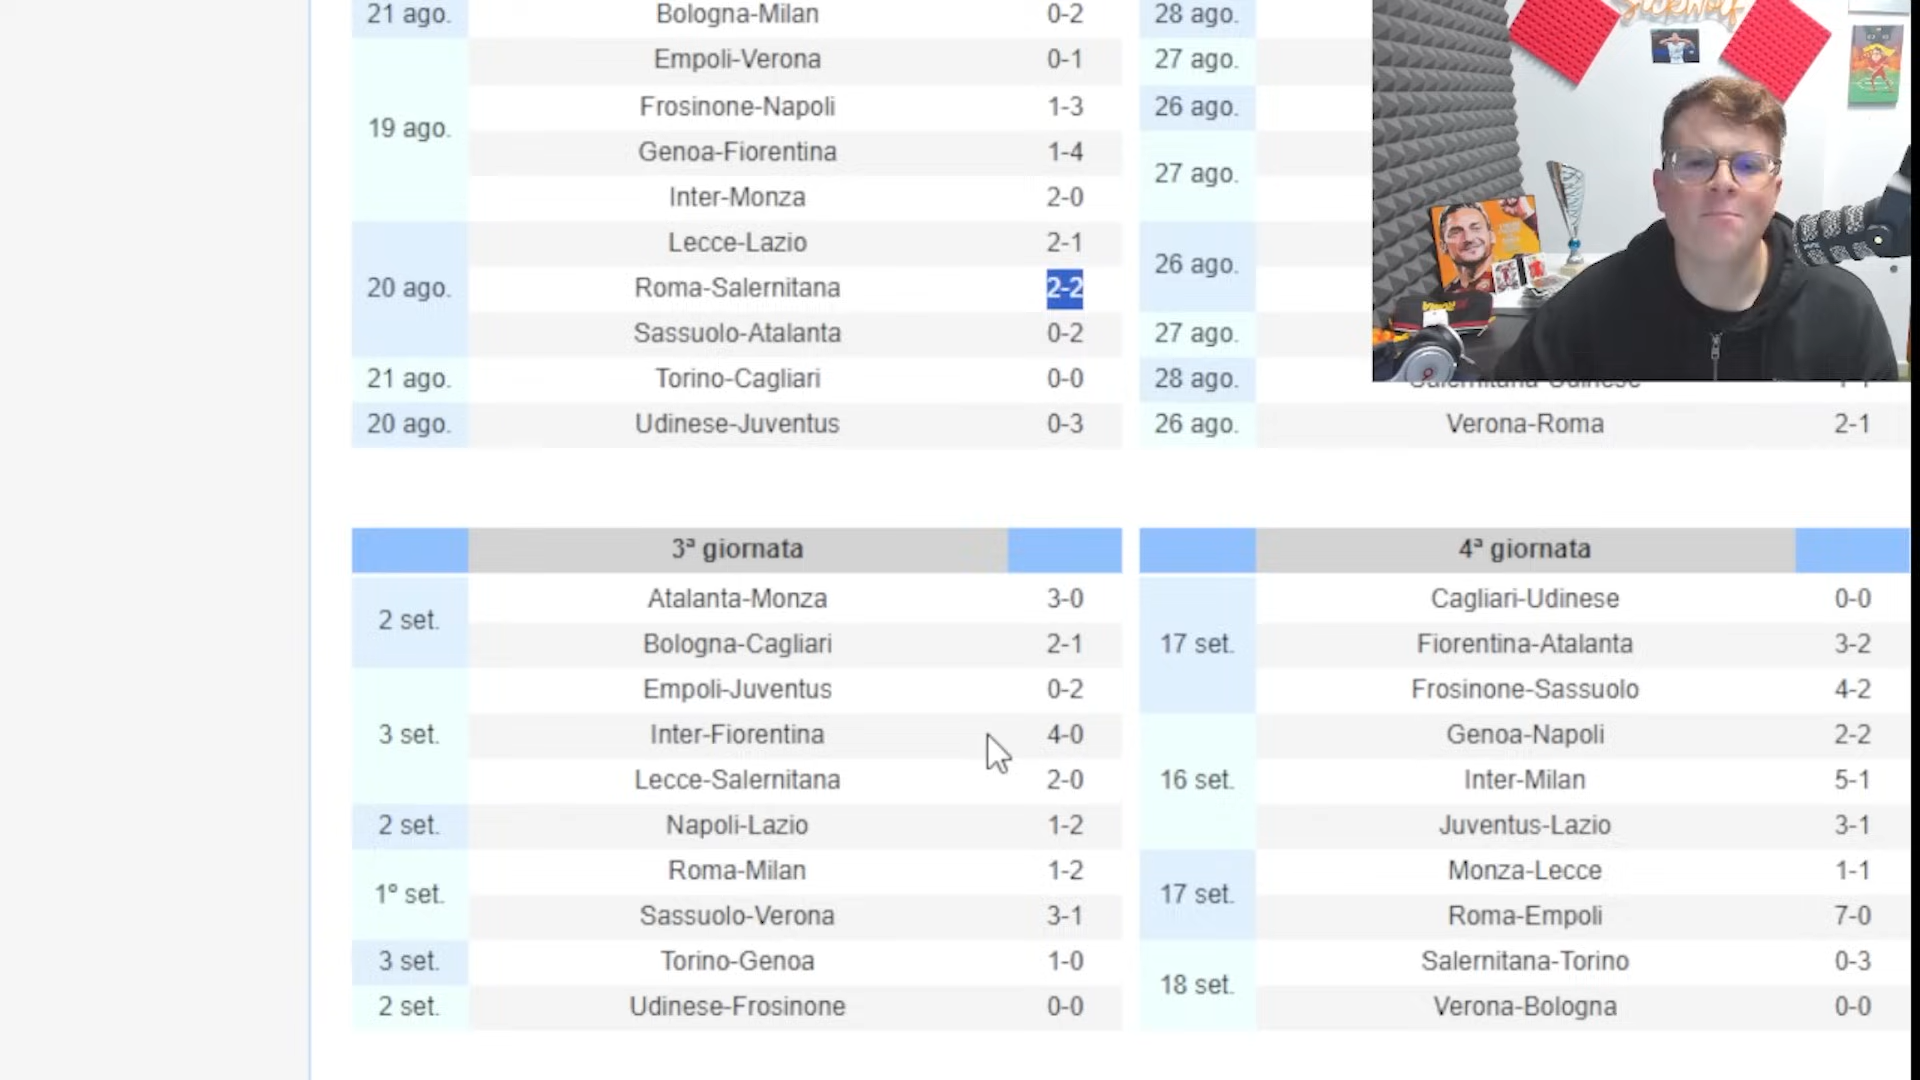 21 ago. Bologna-Milan 0-2
Empoli-Verona 0-1
19 ago. Frosinone-Napoli 1-3
Genoa-Fiorentina 1-4
Inter-Monza 2-0
Lecce-Lazio 2-1
20 ago. Roma-Salernitana 2-2
Sassuolo-Atalanta 0-2
21 ago. Torino-Cagliari 0-0
20 ago. Udinese-Juventus 0-3
28 ago.
27 ago.
26 ago.
27 ago.
26 ago.
27 ago.
28 ago. Salernitana-Udinese
26 ago. Verona-Roma 2-1
3ª giornata
2 set. Atalanta-Monza 3-0
Bologna-Cagliari 2-1
Empoli-Juventus 0-2
3 set. Inter-Fiorentina 4-0
Lecce-Salernitana 2-0
2 set. Napoli-Lazio 1-2
1º set. Roma-Milan 1-2
Sassuolo-Verona 3-1
3 set. Torino-Genoa 1-0
2 set. Udinese-Frosinone 0-0
4ª giornata
Cagliari-Udinese 0-0
17 set. Fiorentina-Atalanta 3-2
Frosinone-Sassuolo 4-2
Genoa-Napoli 2-2
16 set. Inter-Milan 5-1
Juventus-Lazio 3-1
17 set. Monza-Lecce 1-1
Roma-Empoli 7-0
18 set. Salernitana-Torino 0-3
Verona-Bologna 0-0